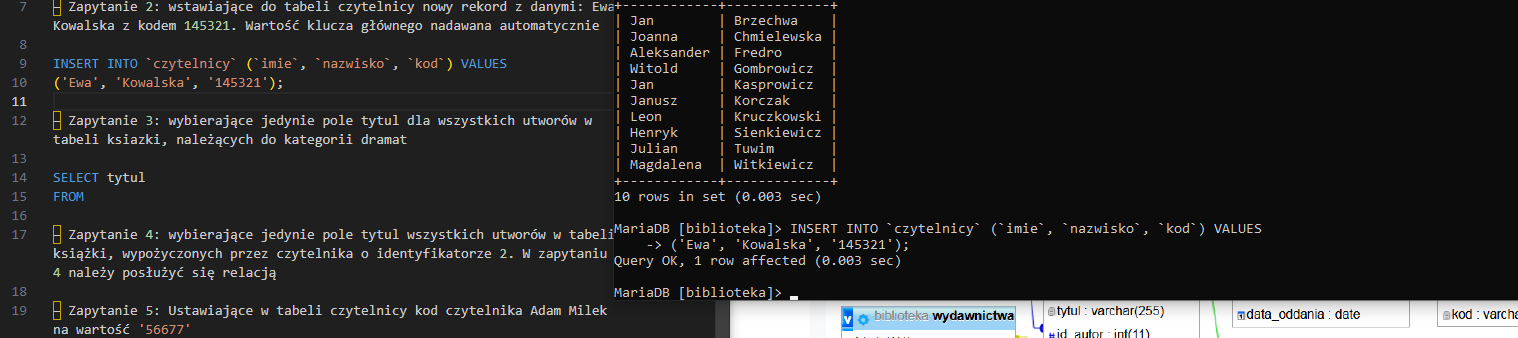 7 – Zapytanie 2: wstawiające do tabeli czytelnicy nowy rekord z danymi: Ewa
Kowalska z kodem 145321. Wartość klucza głównego nadawana automatycznie
8
9 INSERT INTO `czytelnicy` (`imie`, `nazwisko`, `kod`) VALUES
10 ('Ewa', 'Kowalska', '145321');
11
12 – Zapytanie 3: wybierające jedynie pole tytul dla wszystkich utworów w
tabeli ksiazki, należących do kategorii dramat
13
14 SELECT tytul
15 FROM
16
17 – Zapytanie 4: wybierające jedynie pole tytul wszystkich utworów w tabeli
książki, wypożyczonych przez czytelnika o identyfikatorze 2. W zapytaniu
4 należy posłużyć się relacją
18
19 – Zapytanie 5: Ustawiające w tabeli czytelnicy kod czytelnika Adam Milek
na wartość '56677'
+------------+-------------+
| Jan | Brzechwa |
| Joanna | Chmielewska |
| Aleksander | Fredro |
| Witold | Gombrowicz |
| Jan | Kasprowicz |
| Janusz | Korczak |
| Leon | Kruczkowski |
| Henryk | Sienkiewicz |
| Julian | Tuwim |
| Magdalena | Witkiewicz |
+------------+-------------+
10 rows in set (0.003 sec)
MariaDB [biblioteka]> INSERT INTO `czytelnicy` (`imie`, `nazwisko`, `kod`) VALUES
-> ('Ewa', 'Kowalska', '145321');
Query OK, 1 row affected (0.003 sec)
MariaDB [biblioteka]>
v biblioteka wydawnictwa
tytul : varchar(255)
# id_autor : int(11)
data_oddania : date
kod : varcha